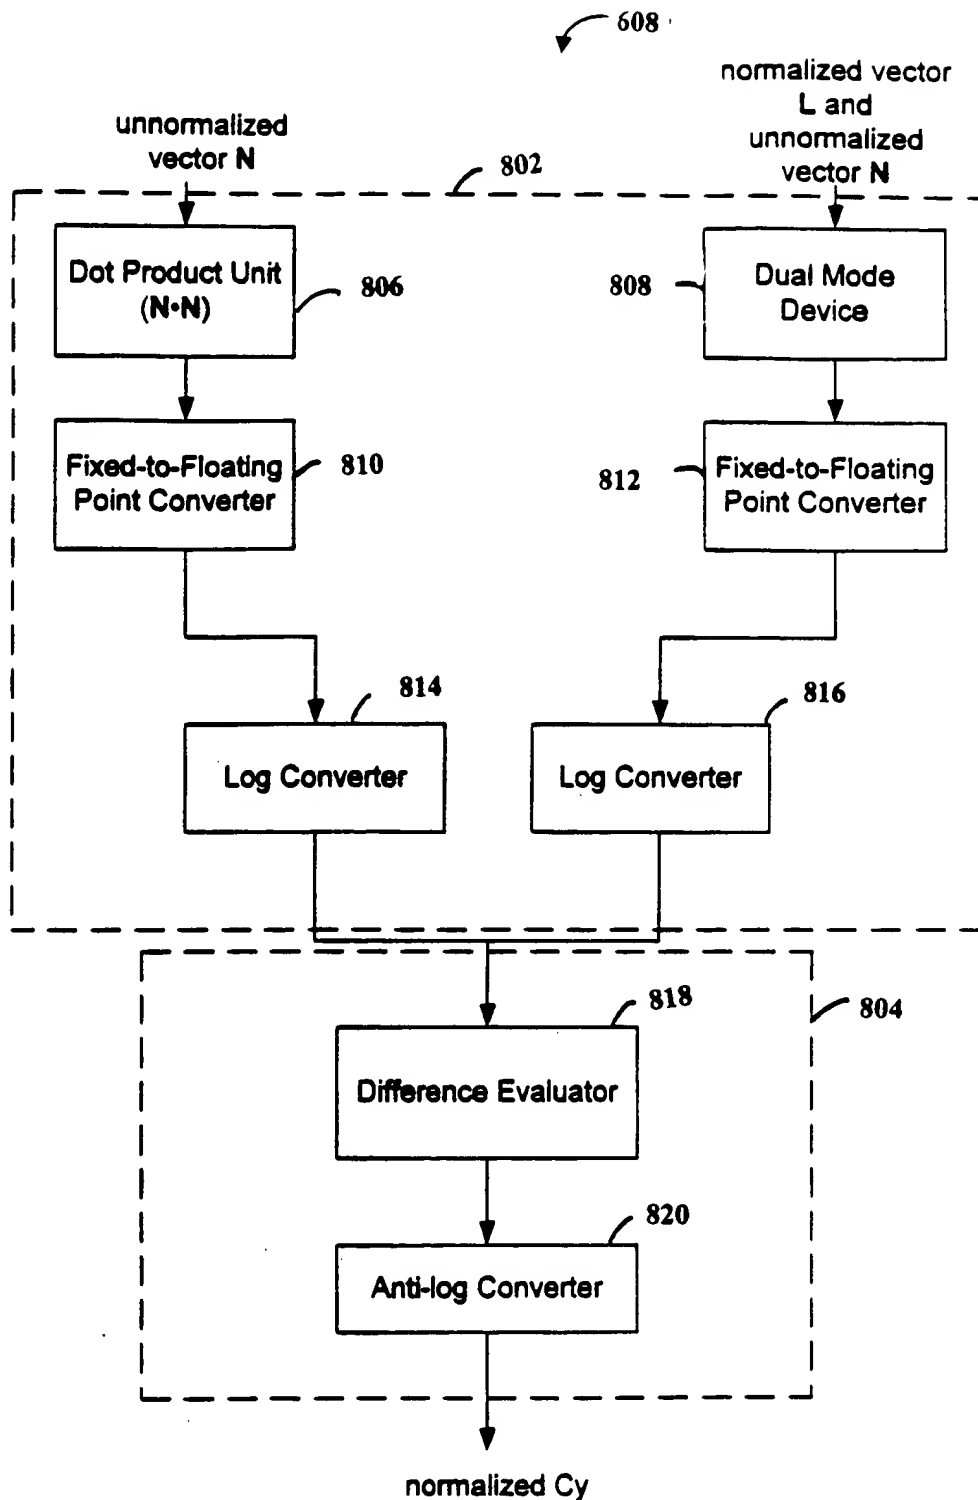 608
normalized vector
L and
unnormalized
vector N
unnormalized
vector N
802
Dot Product Unit
(N•N)
806
808
Dual Mode
Device
Fixed-to-Floating
Point Converter
810
812
Fixed-to-Floating
Point Converter
814
816
Log Converter
Log Converter
818
804
Difference Evaluator
820
Anti-log Converter
normalized Cy